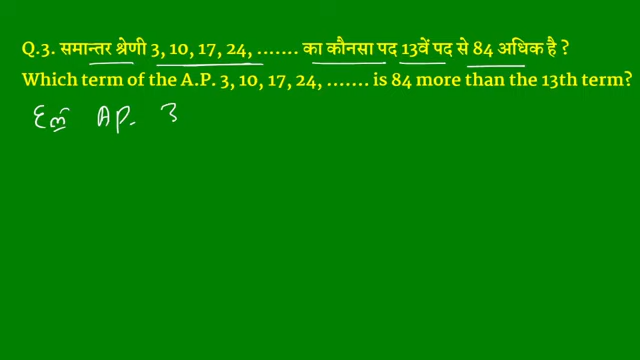 Q.3. समान्तर श्रेणी 3, 10, 17, 24, ....... का कौनसा पद 13वें पद से 84 अधिक है ?
Which term of the A.P. 3, 10, 17, 24, ....... is 84 more than the 13th term?
हल A P. 3